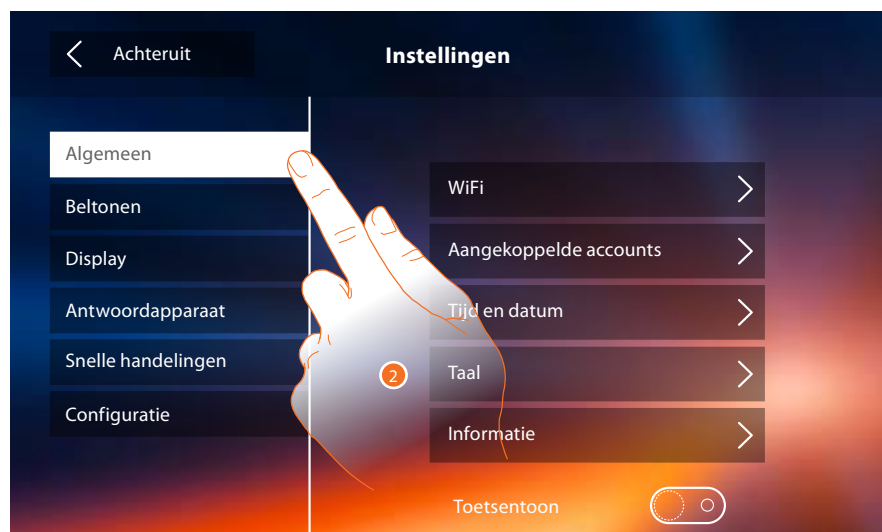 Achteruit
Instellingen
Algemeen
Beltonen
Display
Antwoordapparaat
Snelle handelingen
Configuratie
WiFi
Aangekoppelde accounts
Tijd en datum
2
Taal
Informatie
Toetsentoon